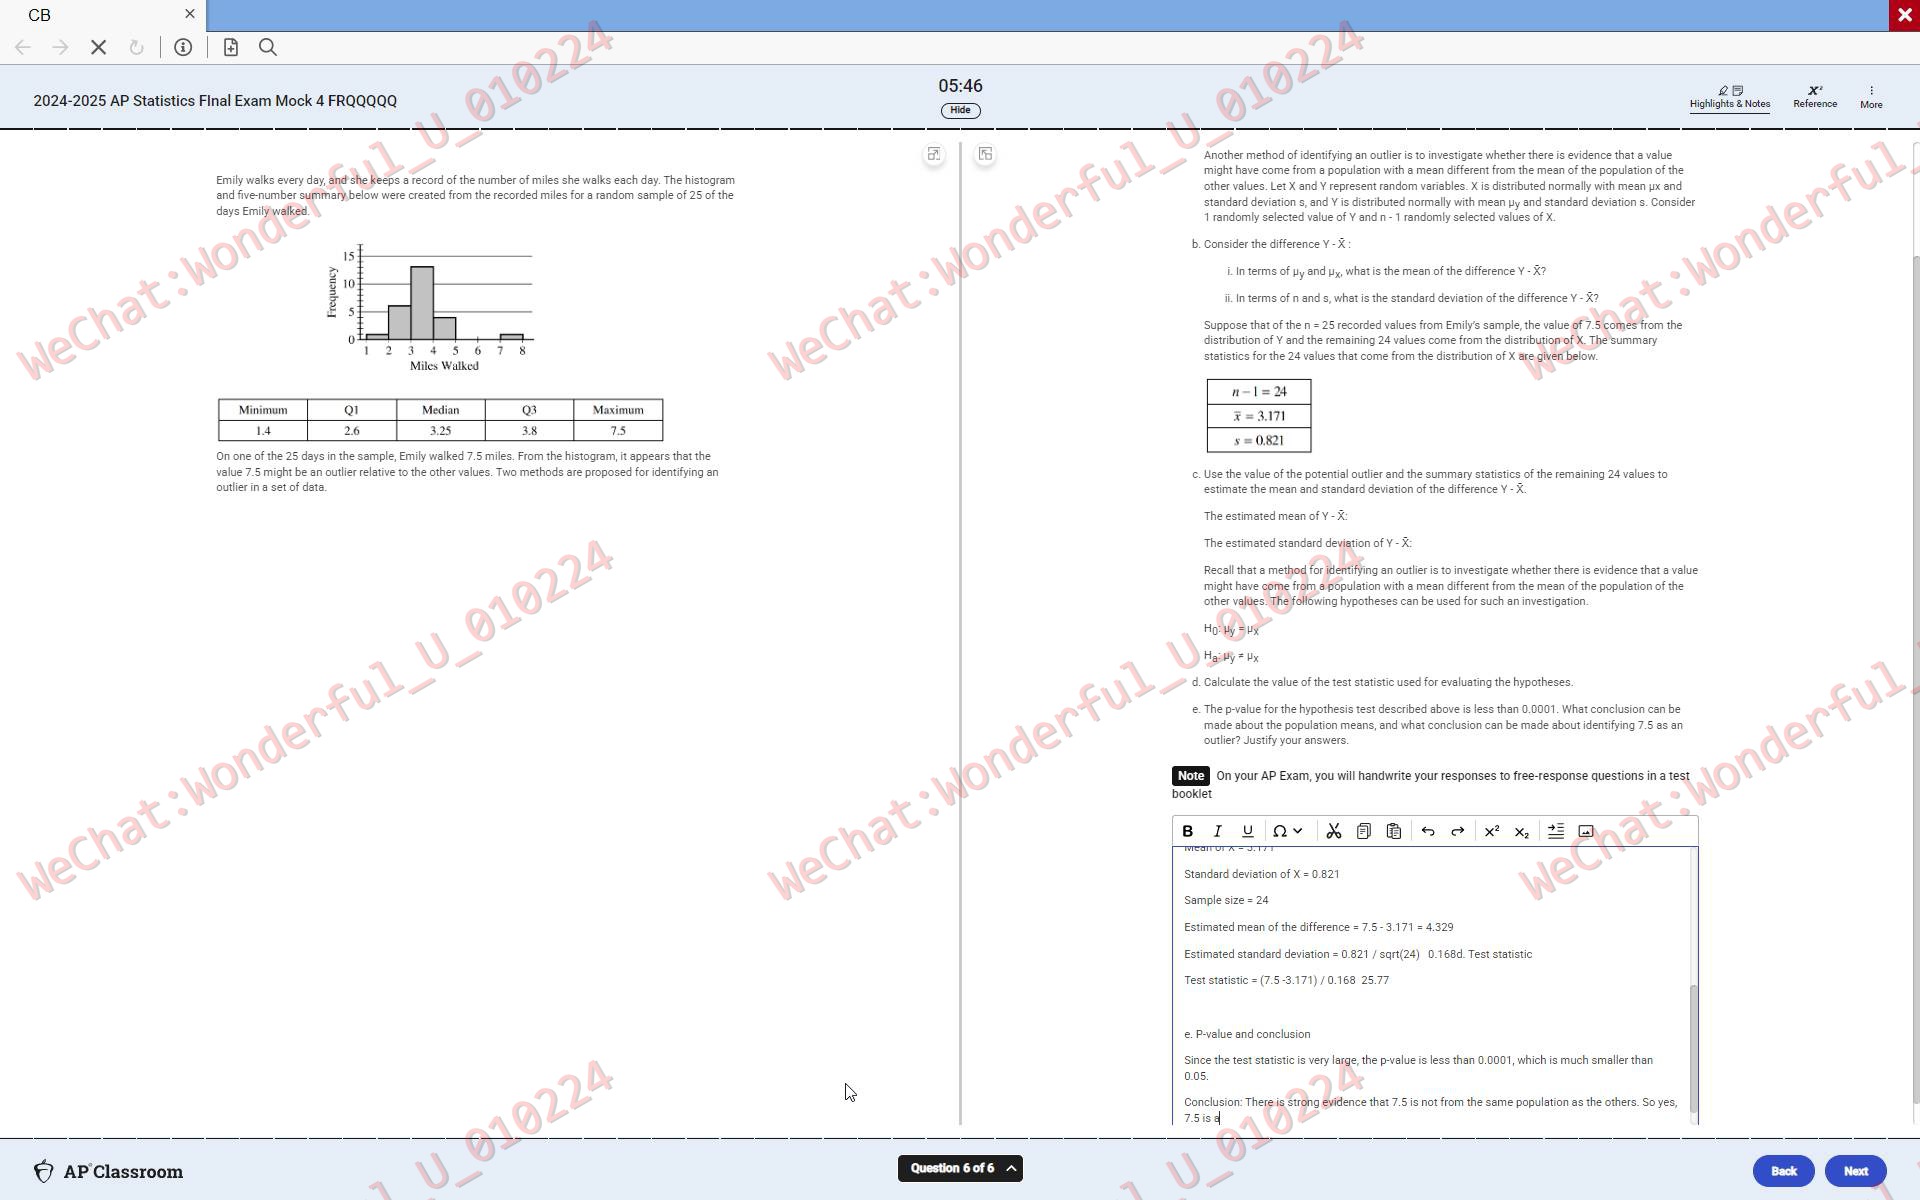 CB
2024-2025 AP Statistics FInal Exam Mock 4 FRQQQQQ
05:46
Hide
Highlights & Notes
Reference
More
Emily walks every day, and she keeps a record of the number of miles she walks each day. The histogram
and five-number summary below were created from the recorded miles for a random sample of 25 of the
days Emily walked.
Frequency
15
10
5
0
1 2 3 4 5 6 7 8
Miles Walked
Minimum Q1 Median Q3 Maximum
1.4 2.6 3.25 3.8 7.5
On one of the 25 days in the sample, Emily walked 7.5 miles. From the histogram, it appears that the
value 7.5 might be an outlier relative to the other values. Two methods are proposed for identifying an
outlier in a set of data.
Another method of identifying an outlier is to investigate whether there is evidence that a value
might have come from a population with a mean different from the mean of the population of the
other values. Let X and Y represent random variables. X is distributed normally with mean μx and
standard deviation s, and Y is distributed normally with mean μy and standard deviation s. Consider
1 randomly selected value of Y and n - 1 randomly selected values of X.
b. Consider the difference Y - X̄ :
i. In terms of μy and μx, what is the mean of the difference Y - X̄?
ii. In terms of n and s, what is the standard deviation of the difference Y - X̄?
Suppose that of the n = 25 recorded values from Emily's sample, the value of 7.5 comes from the
distribution of Y and the remaining 24 values come from the distribution of X. The summary
statistics for the 24 values that come from the distribution of X are given below.
n − 1 = 24
x̄ = 3.171
s = 0.821
c. Use the value of the potential outlier and the summary statistics of the remaining 24 values to
estimate the mean and standard deviation of the difference Y - X̄.
The estimated mean of Y - X̄:
The estimated standard deviation of Y - X̄:
Recall that a method for identifying an outlier is to investigate whether there is evidence that a value
might have come from a population with a mean different from the mean of the population of the
other values. The following hypotheses can be used for such an investigation.
H0: μy = μx
Ha: μy ≠ μx
d. Calculate the value of the test statistic used for evaluating the hypotheses.
e. The p-value for the hypothesis test described above is less than 0.0001. What conclusion can be
made about the population means, and what conclusion can be made about identifying 7.5 as an
outlier? Justify your answers.
Note On your AP Exam, you will handwrite your responses to free-response questions in a test
booklet
B I U Ω X² X₂
Mean of X = 3.171
Standard deviation of X = 0.821
Sample size = 24
Estimated mean of the difference = 7.5 - 3.171 = 4.329
Estimated standard deviation = 0.821 / sqrt(24) 0.168d. Test statistic
Test statistic = (7.5 -3.171) / 0.168 25.77
e. P-value and conclusion
Since the test statistic is very large, the p-value is less than 0.0001, which is much smaller than
0.05.
Conclusion: There is strong evidence that 7.5 is not from the same population as the others. So yes,
7.5 is a
AP Classroom
Question 6 of 6
Back
Next
WeChat:Wonderful_U_010224
WeChat:Wonderful_U_010224
WeChat:Wonderful_
WeChat:Wonderful_U_010224
WeChat:Wonderful_U_010224
WeChat:Wonderful_
U_010224
U_010224